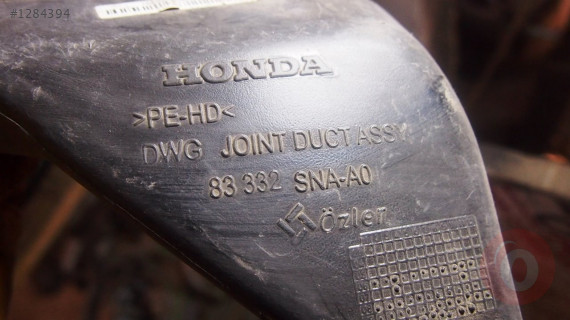 #1284394
HONDA
>PE-HD<
DWG JOINT DUCT ASSY
83 332 SNA-A0
Özler